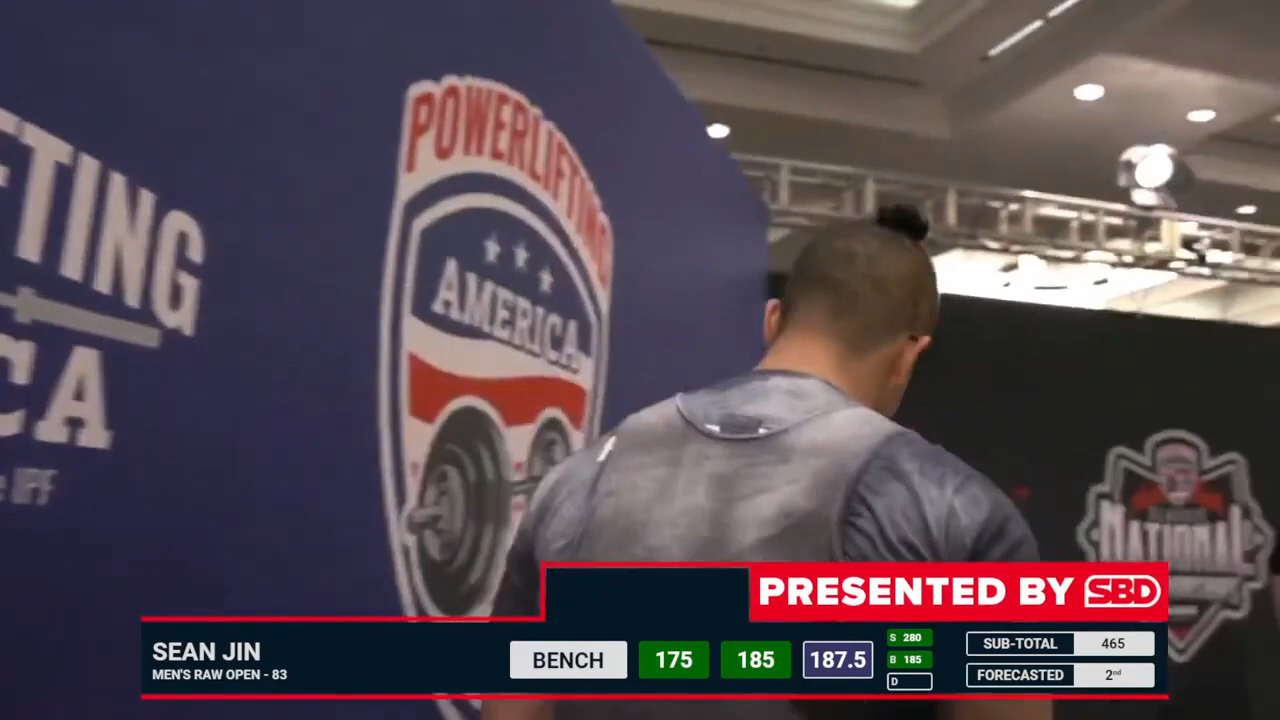 POWERLIFTING
AMERICA
TING
CA
IPF
NATIONAL
PRESENTED BY SBD
SEAN JIN
MEN'S RAW OPEN - 83
BENCH
175
185
187.5
S 280
B 185
D
SUB-TOTAL
465
FORECASTED
2nd